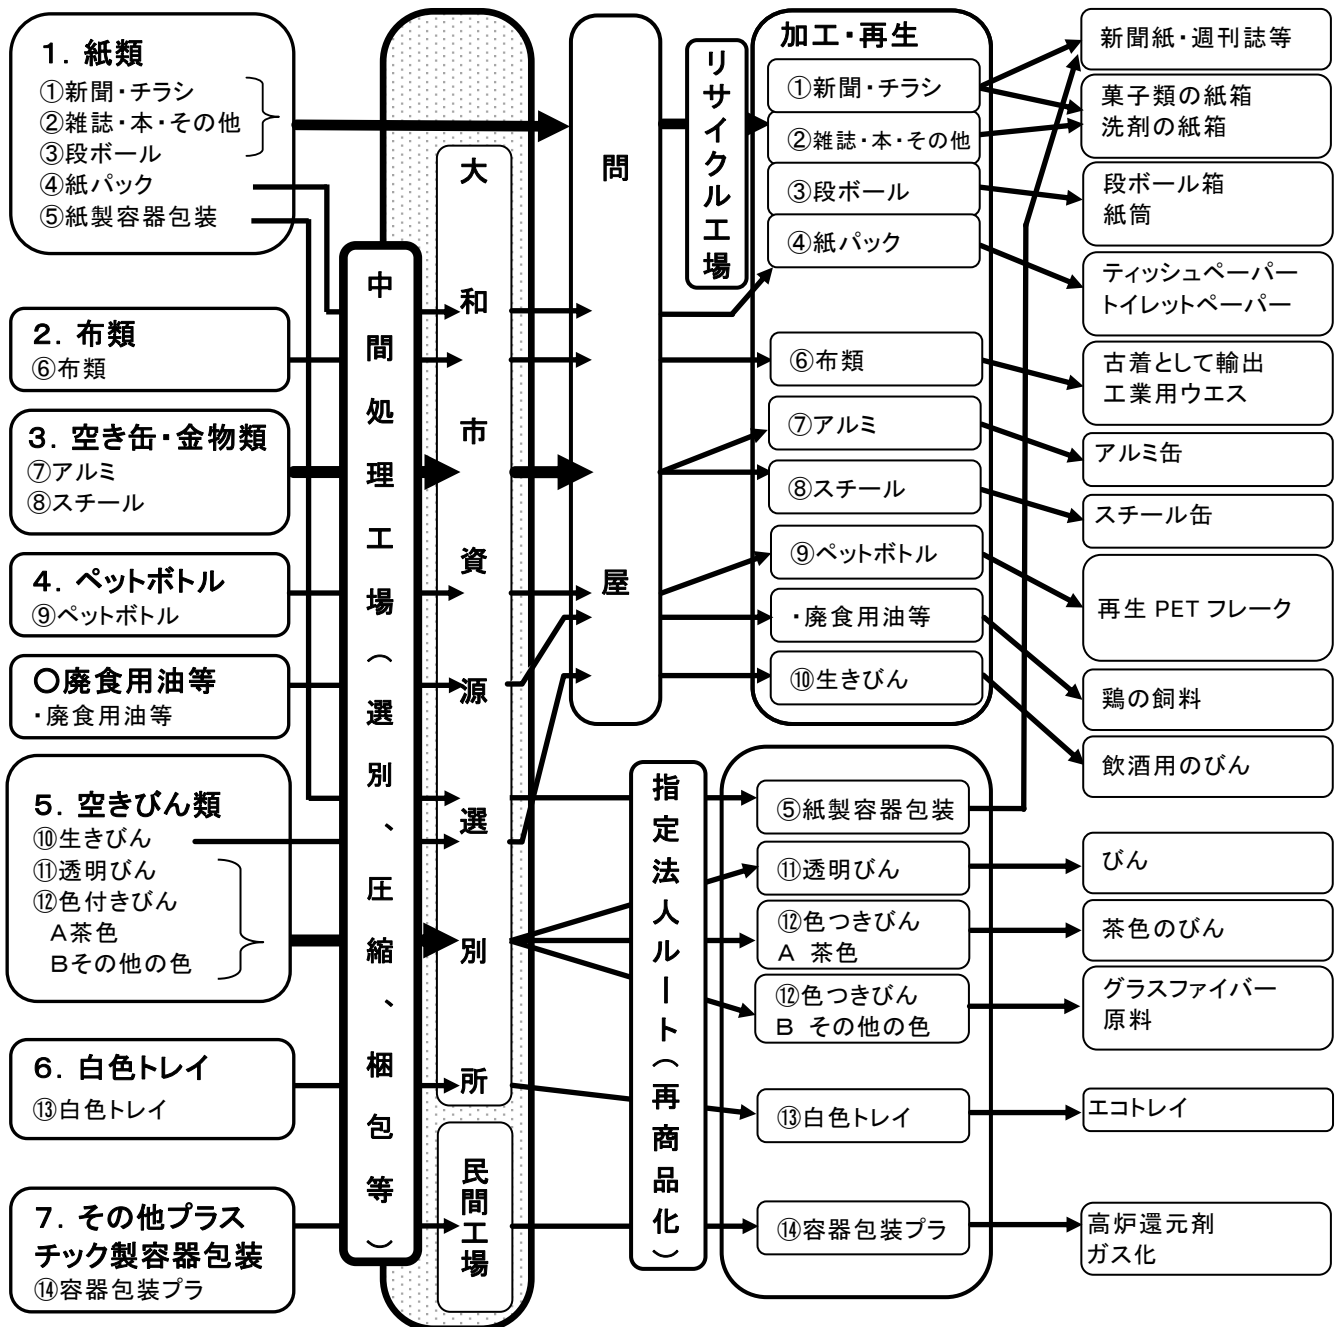 １．紙類
①新聞・チラシ
②雑誌・本・その他
③段ボール
④紙パック
⑤紙製容器包装
２．布類
⑥布類
３．空き缶・金物類
⑦アルミ
⑧スチール
４．ペットボトル
⑨ペットボトル
○廃食用油等
・廃食用油等
５．空きびん類
⑩生きびん
⑪透明びん
⑫色付きびん
Ａ茶色
Ｂその他の色
６．白色トレイ
⑬白色トレイ
７．その他プラス
チック製容器包装
⑭容器包装プラ
中間処理工場（選別、圧縮、梱包等）
大和市資源選別所
民間工場
問屋
リサイクル工場
加工・再生
①新聞・チラシ
②雑誌・本・その他
③段ボール
④紙パック
⑥布類
⑦アルミ
⑧スチール
⑨ペットボトル
・廃食用油等
⑩生きびん
指定法人ルート（再商品化）
⑤紙製容器包装
⑪透明びん
⑫色つきびん
Ａ 茶色
⑫色つきびん
Ｂ その他の色
⑬白色トレイ
⑭容器包装プラ
新聞紙・週刊誌等
菓子類の紙箱
洗剤の紙箱
段ボール箱
紙筒
ティッシュペーパー
トイレットペーパー
古着として輸出
工業用ウエス
アルミ缶
スチール缶
再生 PET フレーク
鶏の飼料
飲酒用のびん
びん
茶色のびん
グラスファイバー
原料
エコトレイ
高炉還元剤
ガス化